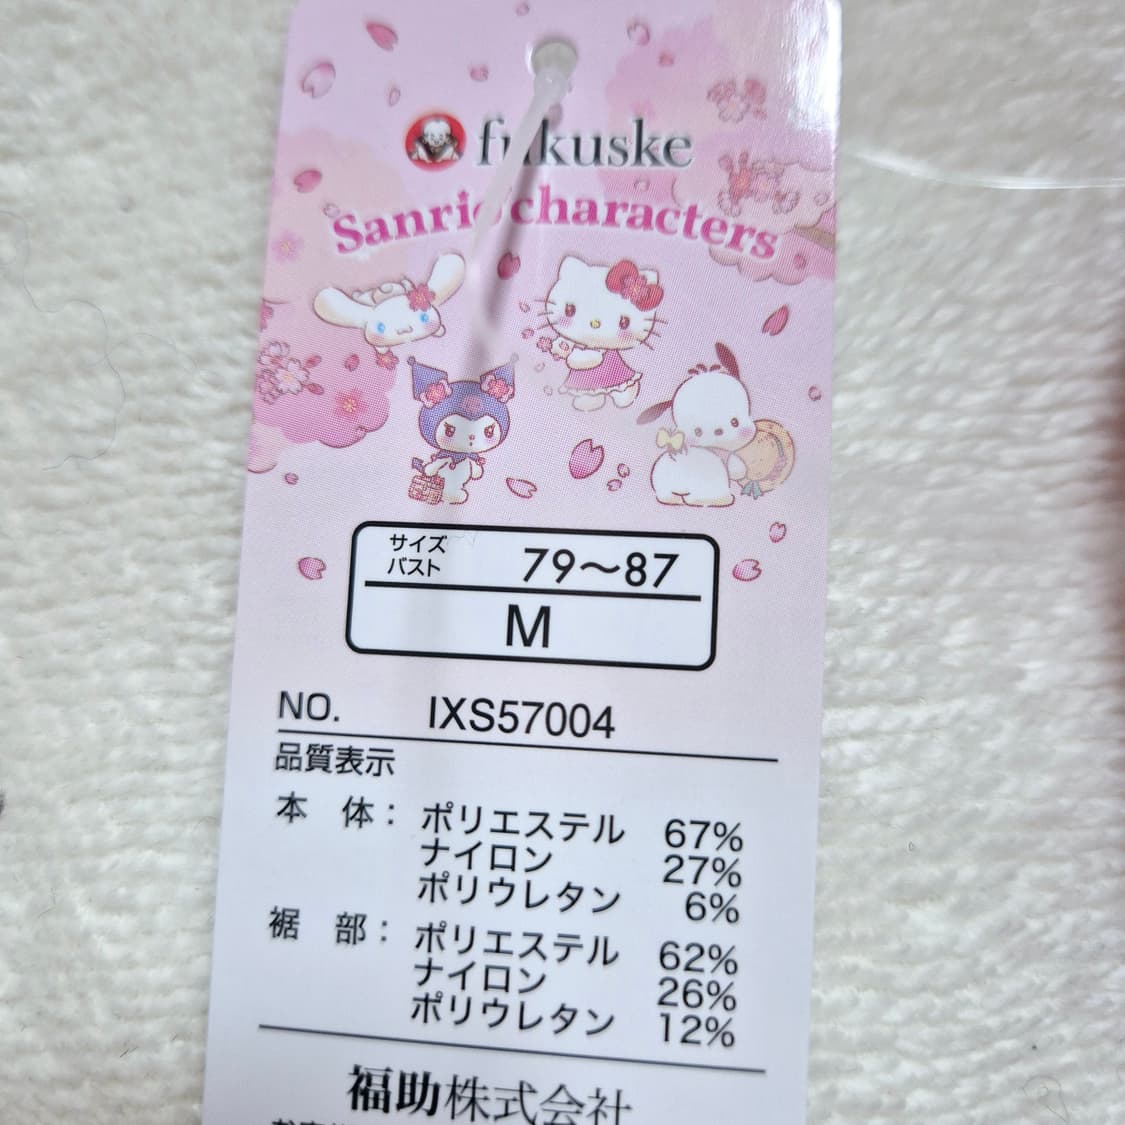 fukuske
Sanrio characters
サイズ
バスト
79〜87
M
NO. IXS57004
品質表示
本 体： ポリエステル 67%
ナイロン 27%
ポリウレタン 6%
裾 部： ポリエステル 62%
ナイロン 26%
ポリウレタン 12%
福助株式会社